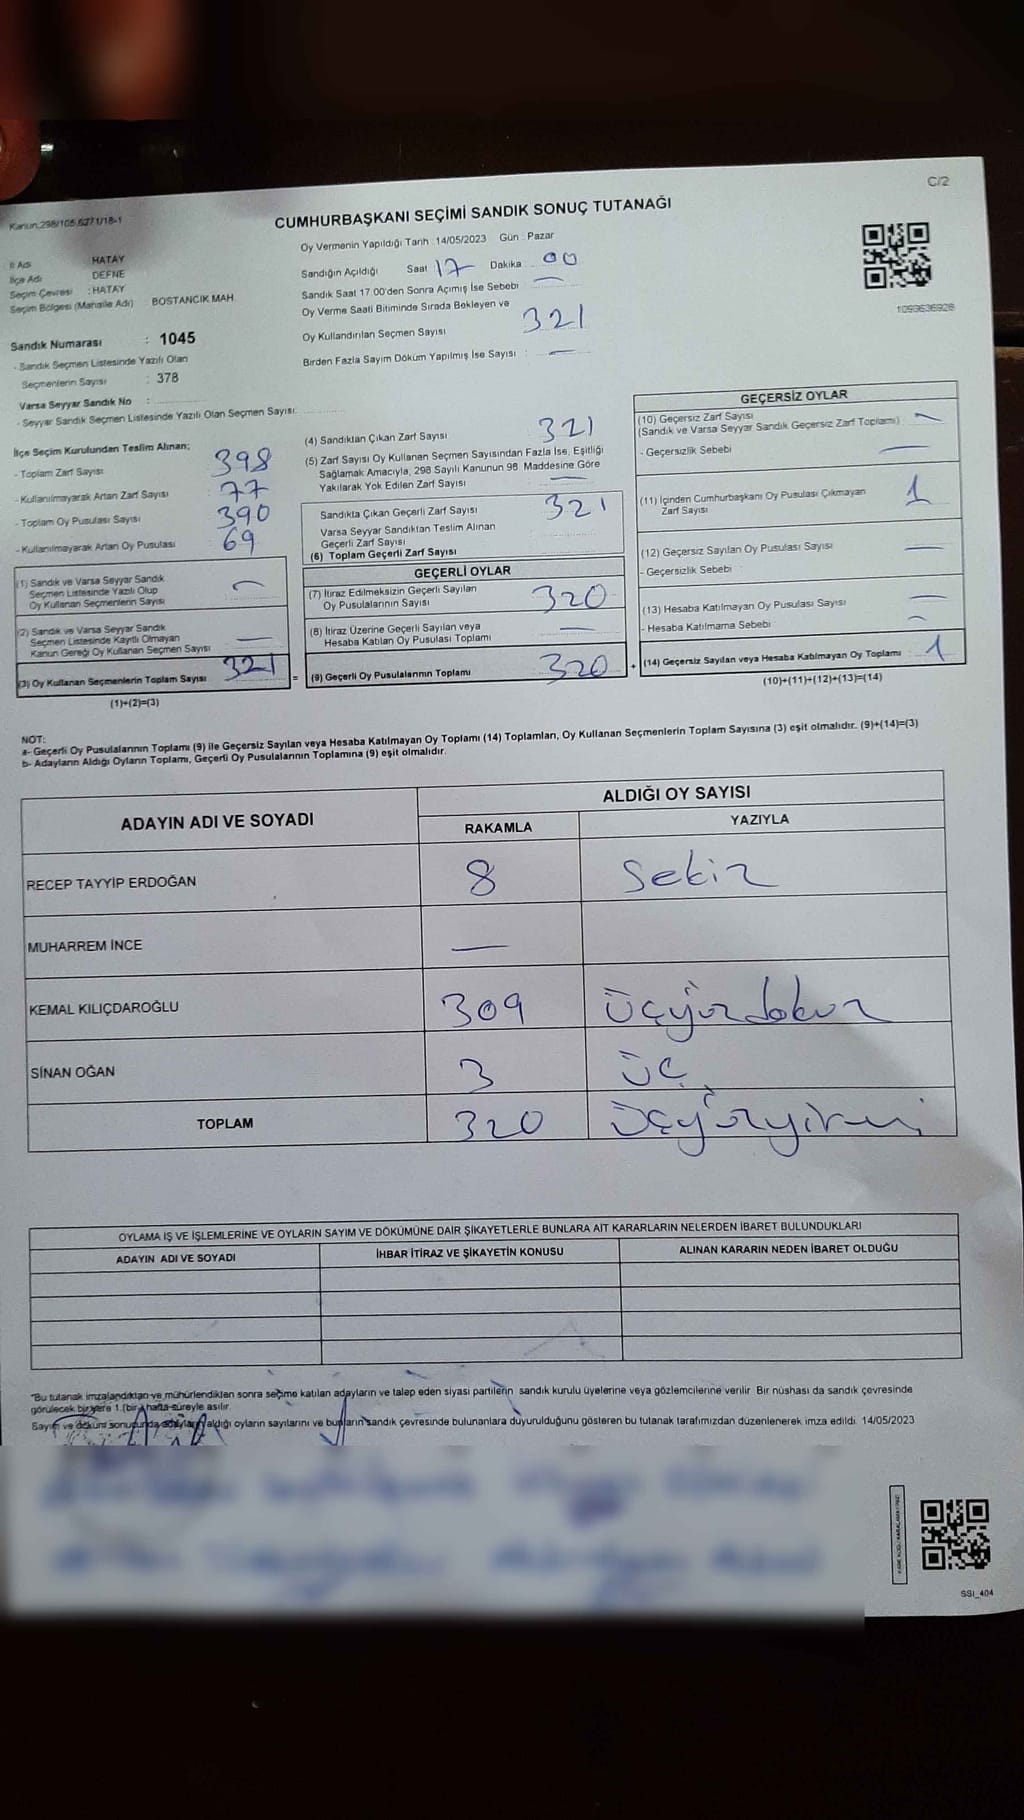 C/2
Kanun:298/105,6271/18-1
CUMHURBAŞKANI SEÇİMİ SANDIK SONUÇ TUTANAĞI
Oy Vermenin Yapıldığı Tarih : 14/05/2023 Gün : Pazar
İl Adı : HATAY
İlçe Adı : DEFNE
Seçim Çevresi : HATAY
Seçim Bölgesi (Mahalle Adı) BOSTANCIK MAH.
Sandık Numarası : 1045
- Sandık Seçmen Listesinde Yazılı Olan
Seçmenlerin Sayısı : 378
Varsa Seyyar Sandık No :
- Seyyar Sandık Seçmen Listesinde Yazılı Olan Seçmen Sayısı:
Sandığın Açıldığı Saat 17 Dakika 00
Sandık Saat 17.00'den Sonra Açılmış İse Sebebi : —
Oy Verme Saati Bitiminde Sırada Bekleyen ve
Oy Kullandırılan Seçmen Sayısı 321
Birden Fazla Sayım Döküm Yapılmış İse Sayısı : —
1099636928
İlçe Seçim Kurulundan Teslim Alınan;
- Toplam Zarf Sayısı 398
- Kullanılmayarak Artan Zarf Sayısı 77
- Toplam Oy Pusulası Sayısı 390
- Kullanılmayarak Artan Oy Pusulası 69
(1) Sandık ve Varsa Seyyar Sandık
Seçmen Listesinde Yazılı Olup
Oy Kullanan Seçmenlerin Sayısı —
(2) Sandık ve Varsa Seyyar Sandık
Seçmen Listesinde Kayıtlı Olmayan
Kanun Gereği Oy Kullanan Seçmen Sayısı —
(3) Oy Kullanan Seçmenlerin Toplam Sayısı 321
(1)+(2)=(3)
(4) Sandıktan Çıkan Zarf Sayısı 321
(5) Zarf Sayısı Oy Kullanan Seçmen Sayısından Fazla İse, Eşitliği
Sağlamak Amacıyla, 298 Sayılı Kanunun 98. Maddesine Göre
Yakılarak Yok Edilen Zarf Sayısı —
Sandıkta Çıkan Geçerli Zarf Sayısı 321
Varsa Seyyar Sandıktan Teslim Alınan
Geçerli Zarf Sayısı
(6) Toplam Geçerli Zarf Sayısı
GEÇERLİ OYLAR
(7) İtiraz Edilmeksizin Geçerli Sayılan
Oy Pusulalarının Sayısı 320
(8) İtiraz Üzerine Geçerli Sayılan veya
Hesaba Katılan Oy Pusulası Toplamı —
= (9) Geçerli Oy Pusulalarının Toplamı 320
GEÇERSİZ OYLAR
(10) Geçersiz Zarf Sayısı
(Sandık ve Varsa Seyyar Sandık Geçersiz Zarf Toplamı) —
- Geçersizlik Sebebi —
(11) İçinden Cumhurbaşkanı Oy Pusulası Çıkmayan
Zarf Sayısı 1
(12) Geçersiz Sayılan Oy Pusulası Sayısı —
- Geçersizlik Sebebi :
(13) Hesaba Katılmayan Oy Pusulası Sayısı —
- Hesaba Katılmama Sebebi —
+ (14) Geçersiz Sayılan veya Hesaba Katılmayan Oy Toplamı : 1
(10)+(11)+(12)+(13)=(14)
NOT:
a- Geçerli Oy Pusulalarının Toplamı (9) ile Geçersiz Sayılan veya Hesaba Katılmayan Oy Toplamı (14) Toplamları, Oy Kullanan Seçmenlerin Toplam Sayısına (3) eşit olmalıdır. (9)+(14)=(3)
b- Adayların Aldığı Oyların Toplamı, Geçerli Oy Pusulalarının Toplamına (9) eşit olmalıdır.
ADAYIN ADI VE SOYADI ALDIĞI OY SAYISI
RAKAMLA YAZIYLA
RECEP TAYYİP ERDOĞAN 8 Sekiz
MUHARREM İNCE —
KEMAL KILIÇDAROĞLU 309 üçyüzdokuz
SİNAN OĞAN 3 üç
TOPLAM 320 üçyüzyirmi
OYLAMA İŞ VE İŞLEMLERİNE VE OYLARIN SAYIM VE DÖKÜMÜNE DAİR ŞİKAYETLERLE BUNLARA AİT KARARLARIN NELERDEN İBARET BULUNDUKLARI
ADAYIN ADI VE SOYADI İHBAR İTİRAZ VE ŞİKAYETİN KONUSU ALINAN KARARIN NEDEN İBARET OLDUĞU
"Bu tutanak imzalandıktan ve mühürlendikten sonra seçime katılan adayların ve talep eden siyasi partilerin sandık kurulu üyelerine veya gözlemcilerine verilir. Bir nüshası da sandık çevresinde
görülecek bir yere 1 (bir) hafta süreyle asılır.
Sayım ve döküm sonucunda adayların aldığı oyların sayılarını ve bunların sandık çevresinde bulunanlara duyurulduğunu gösteren bu tutanak tarafımızdan düzenlenerek imza edildi. 14/05/2023
SSI_404